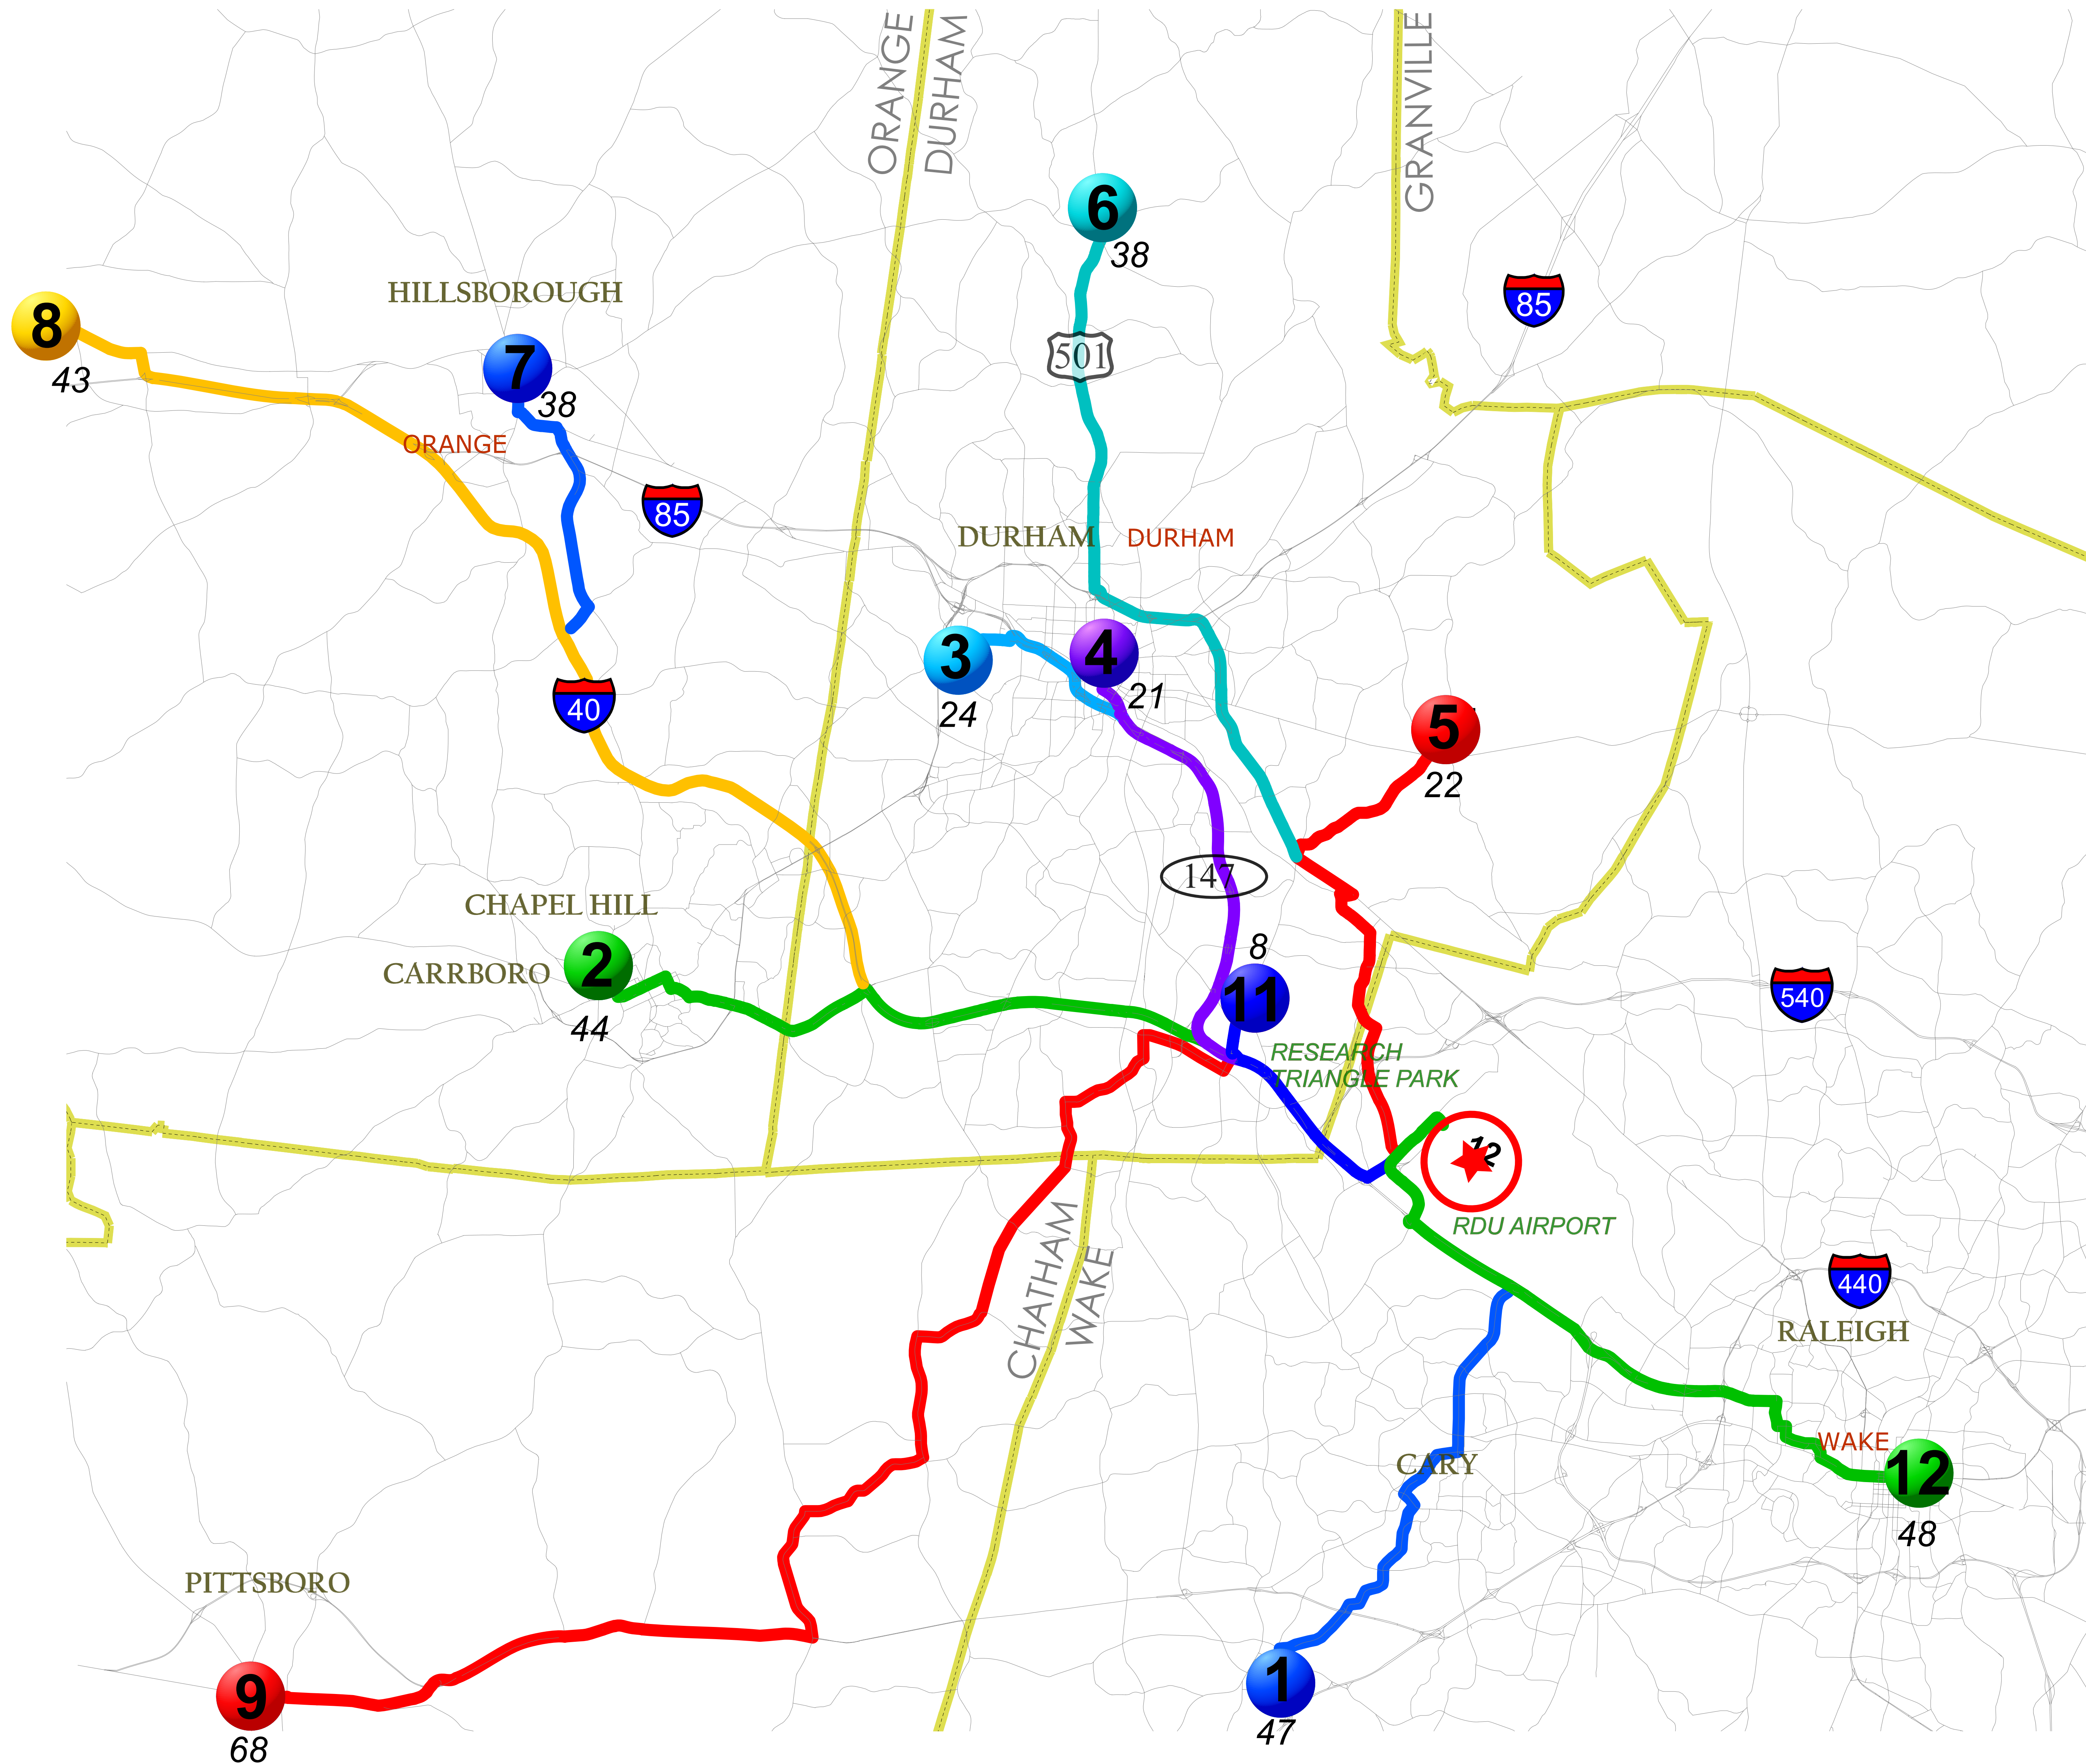 ORANGE
DURHAM
GRANVILLE
6
38
HILLSBOROUGH
85
8
43
7
38
501
ORANGE
85
DURHAM
DURHAM
3
24
4
21
40
5
22
147
CHAPEL HILL
CARRBORO
2
44
8
11
540
RESEARCH
TRIANGLE PARK
12
RDU AIRPORT
CHATHAM
WAKE
440
RALEIGH
WAKE
CARY
12
48
PITTSBORO
9
68
1
47